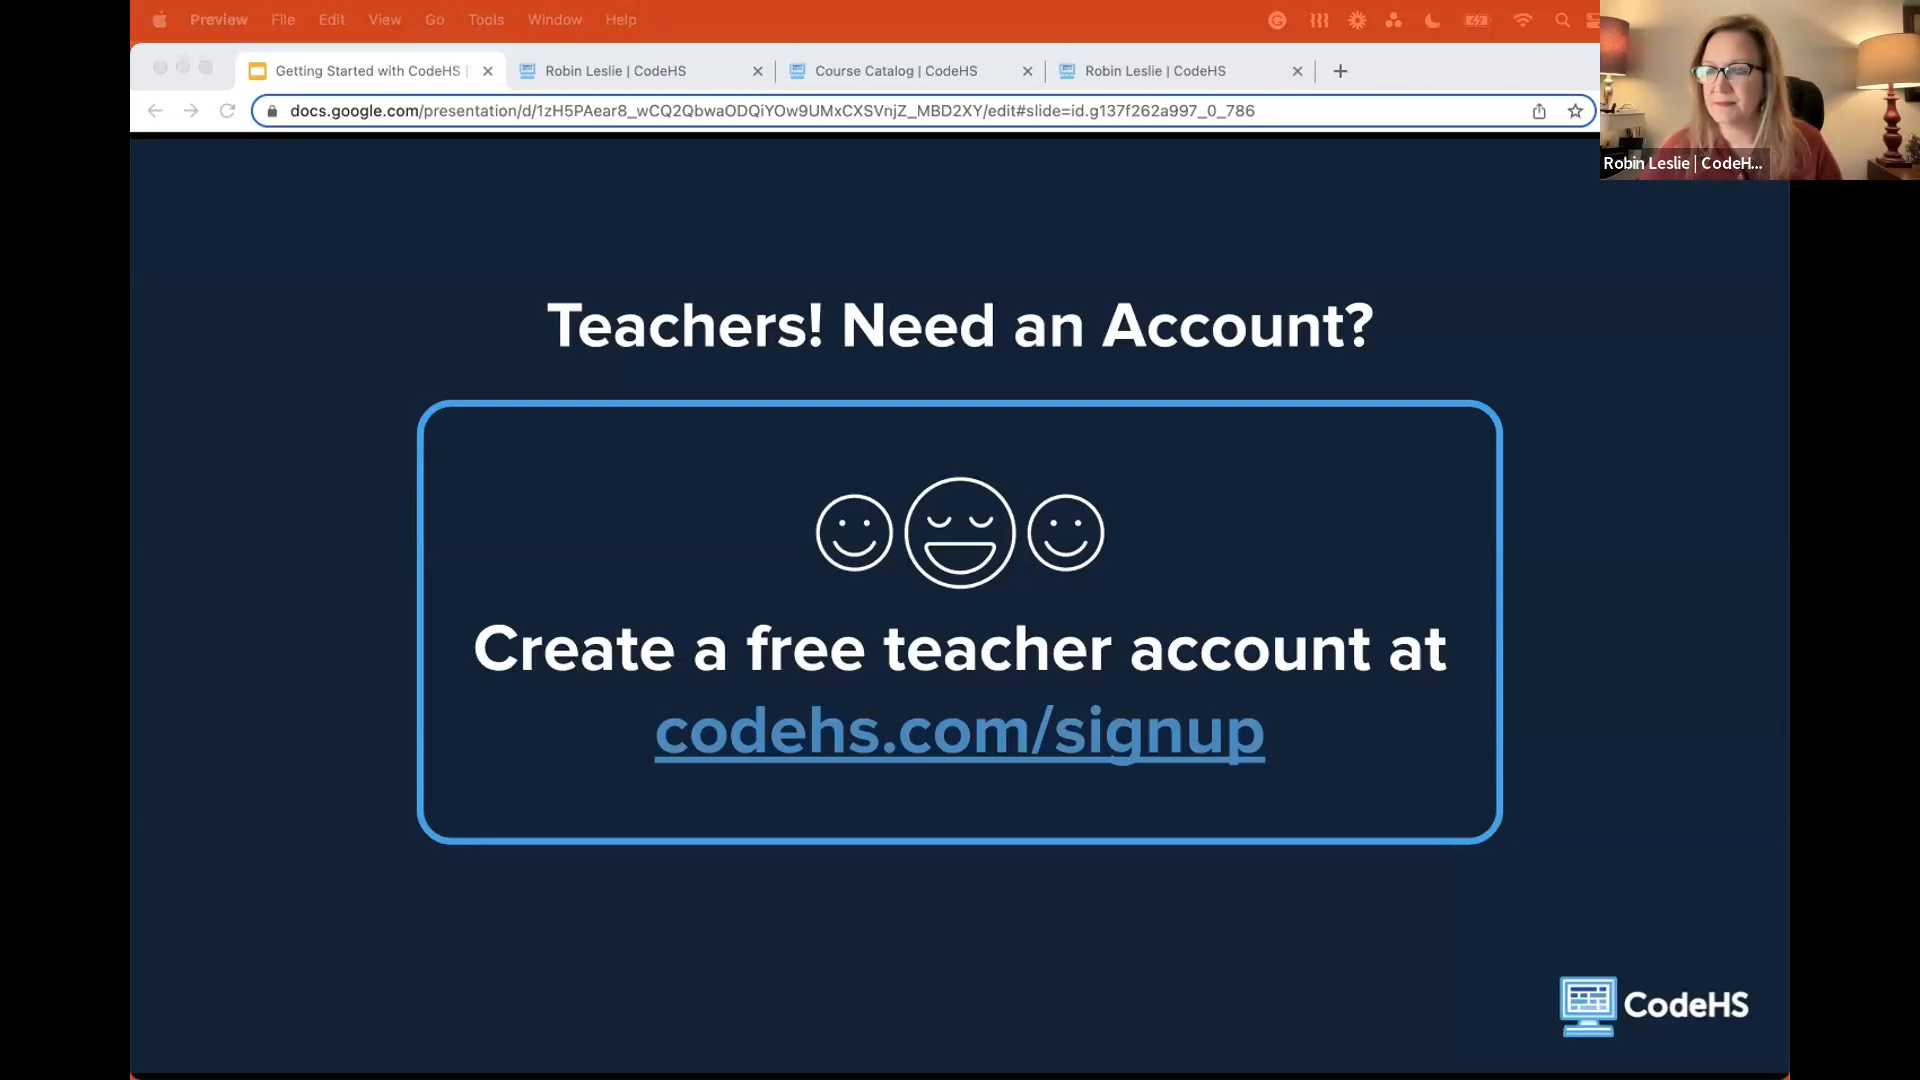 Preview File Edit View Go Tools Window Help
Getting Started with CodeHS | Robin Leslie | CodeHS Course Catalog | CodeHS Robin Leslie | CodeHS
docs.google.com/presentation/d/1zH5PAear8_wCQ2QbwaODQiYOw9UMxCXSVnjZ_MBD2XY/edit#slide=id.g137f262a997_0_786
Robin Leslie | CodeH...
Teachers! Need an Account?
Create a free teacher account at
codehs.com/signup
CodeHS